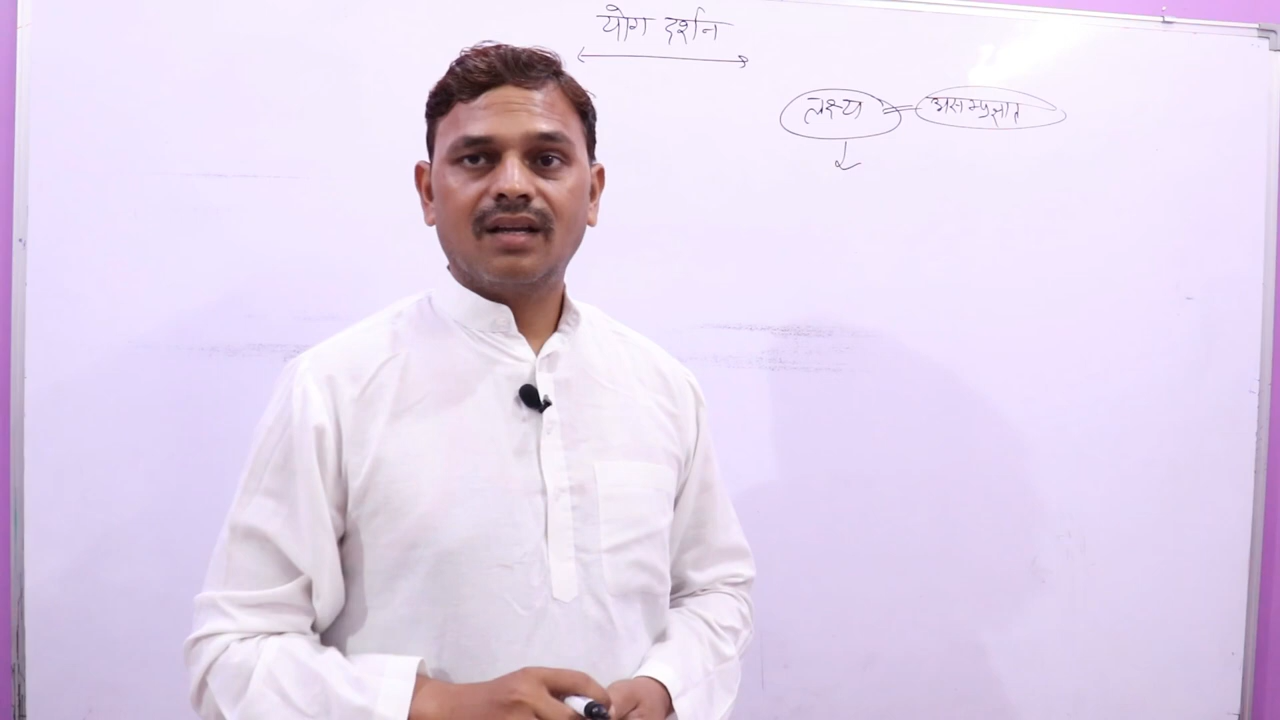 योग दर्शन
लक्ष्य = असम्प्रज्ञात